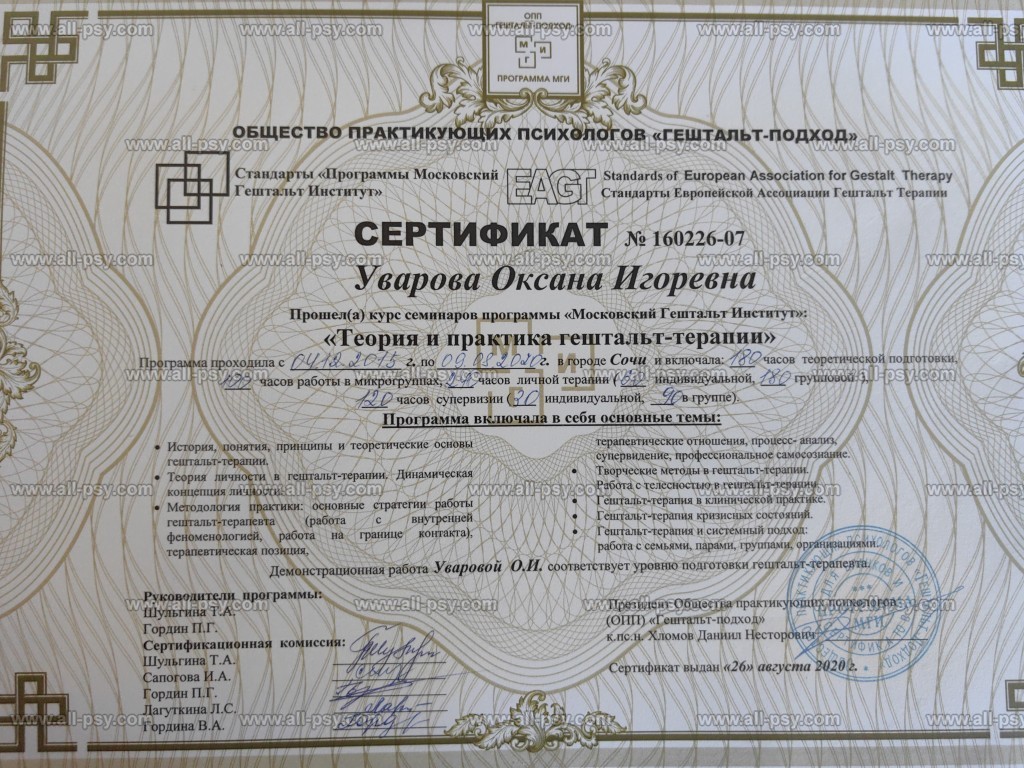 ОПП
«ГЕШТАЛЬТ-ПОДХОД»
М И
Г
ПРОГРАММА МГИ
ОБЩЕСТВО ПРАКТИКУЮЩИХ ПСИХОЛОГОВ «ГЕШТАЛЬТ-ПОДХОД»
Стандарты «Программы Московский
Гештальт Институт»
EAGT
Standards of European Association for Gestalt Therapy
Стандарты Европейской Ассоциации Гештальт Терапии
СЕРТИФИКАТ № 160226-07
Уварова Оксана Игоревна
Прошел(а) курс семинаров программы «Московский Гештальт Институт»:
«Теория и практика гештальт-терапии»
Программа проходила с 04.12.2015 г. по 09.08.2020г. в городе Сочи и включала: 180 часов теоретической подготовки,
часов работы в микрогруппах, часов личной терапии ( индивидуальной, 180 групповой ),
120 часов супервизии (30 индивидуальной, 90 в группе).
Программа включала в себя основные темы:
• История, понятия, принципы и теоретические основы
гештальт-терапии.
• Теория личности в гештальт-терапии. Динамическая
концепция личности.
• Методология практики: основные стратегии работы
гештальт-терапевта (работа с внутренней
феноменологией, работа на границе контакта),
терапевтическая позиция,
терапевтические отношения, процесс- анализ,
супервидение, профессиональное самосознание.
• Творческие методы в гештальт-терапии.
Работа с телесностью в гештальт-терапии.
• Гештальт-терапия в клинической практике.
• Гештальт-терапия кризисных состояний.
• Гештальт-терапия и системный подход:
работа с семьями, парами, группами, организациями.
Демонстрационная работа Уваровой О.И. соответствует уровню подготовки гештальт-терапевта.
Руководители программы:
Шульгина Т.А.
Гордин П.Г.
Сертификационная комиссия:
Шульгина Т.А.
Сапогова И.А.
Гордин П.Г.
Лагуткина Л.С.
Гордина В.А.
Президент Общества практикующих психологов
(ОПП) «Гештальт-подход»
к.пс.н. Хломов Даниил Несторович
Сертификат выдан «26» августа 2020 г.
МГИ
www.all-psy.com